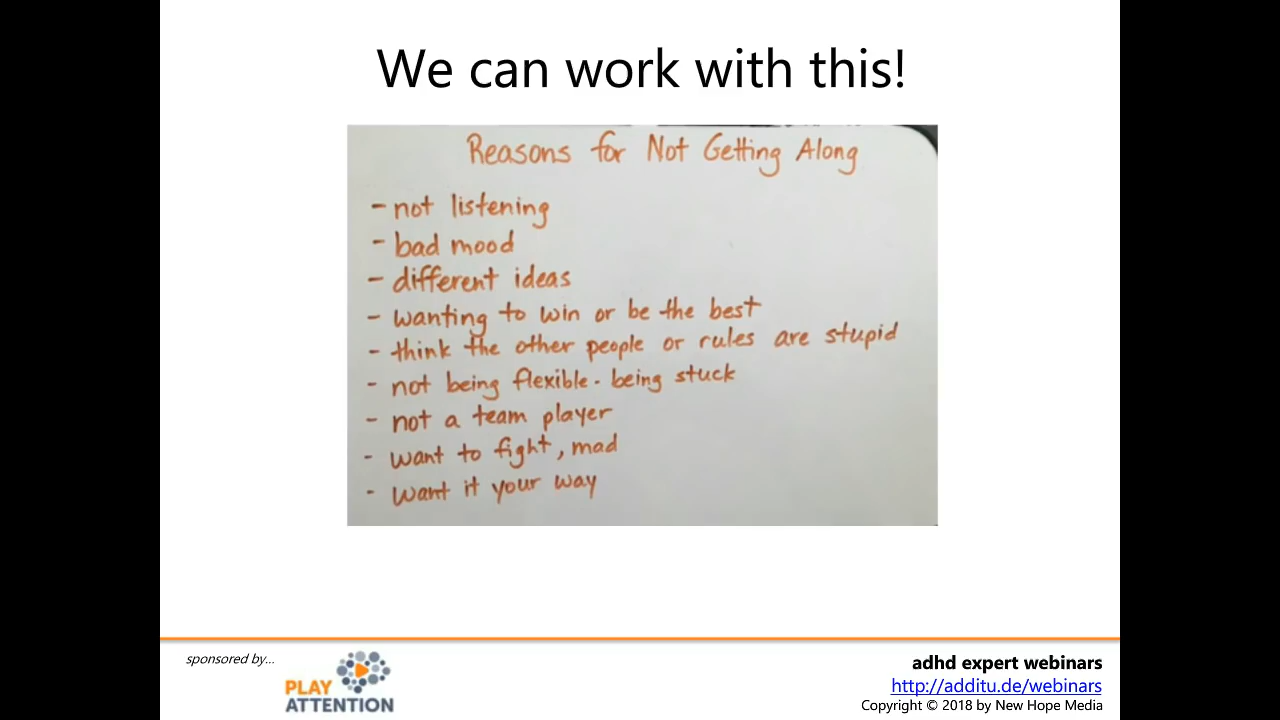 We can work with this!
Reasons for Not Getting Along
- not listening
- bad mood
- different ideas
- wanting to win or be the best
- think the other people or rules are stupid
- not being flexible - being stuck
- not a team player
- want to fight, mad
- want it your way
sponsored by...
PLAY
ATTENTION
adhd expert webinars
http://additu.de/webinars
Copyright © 2018 by New Hope Media